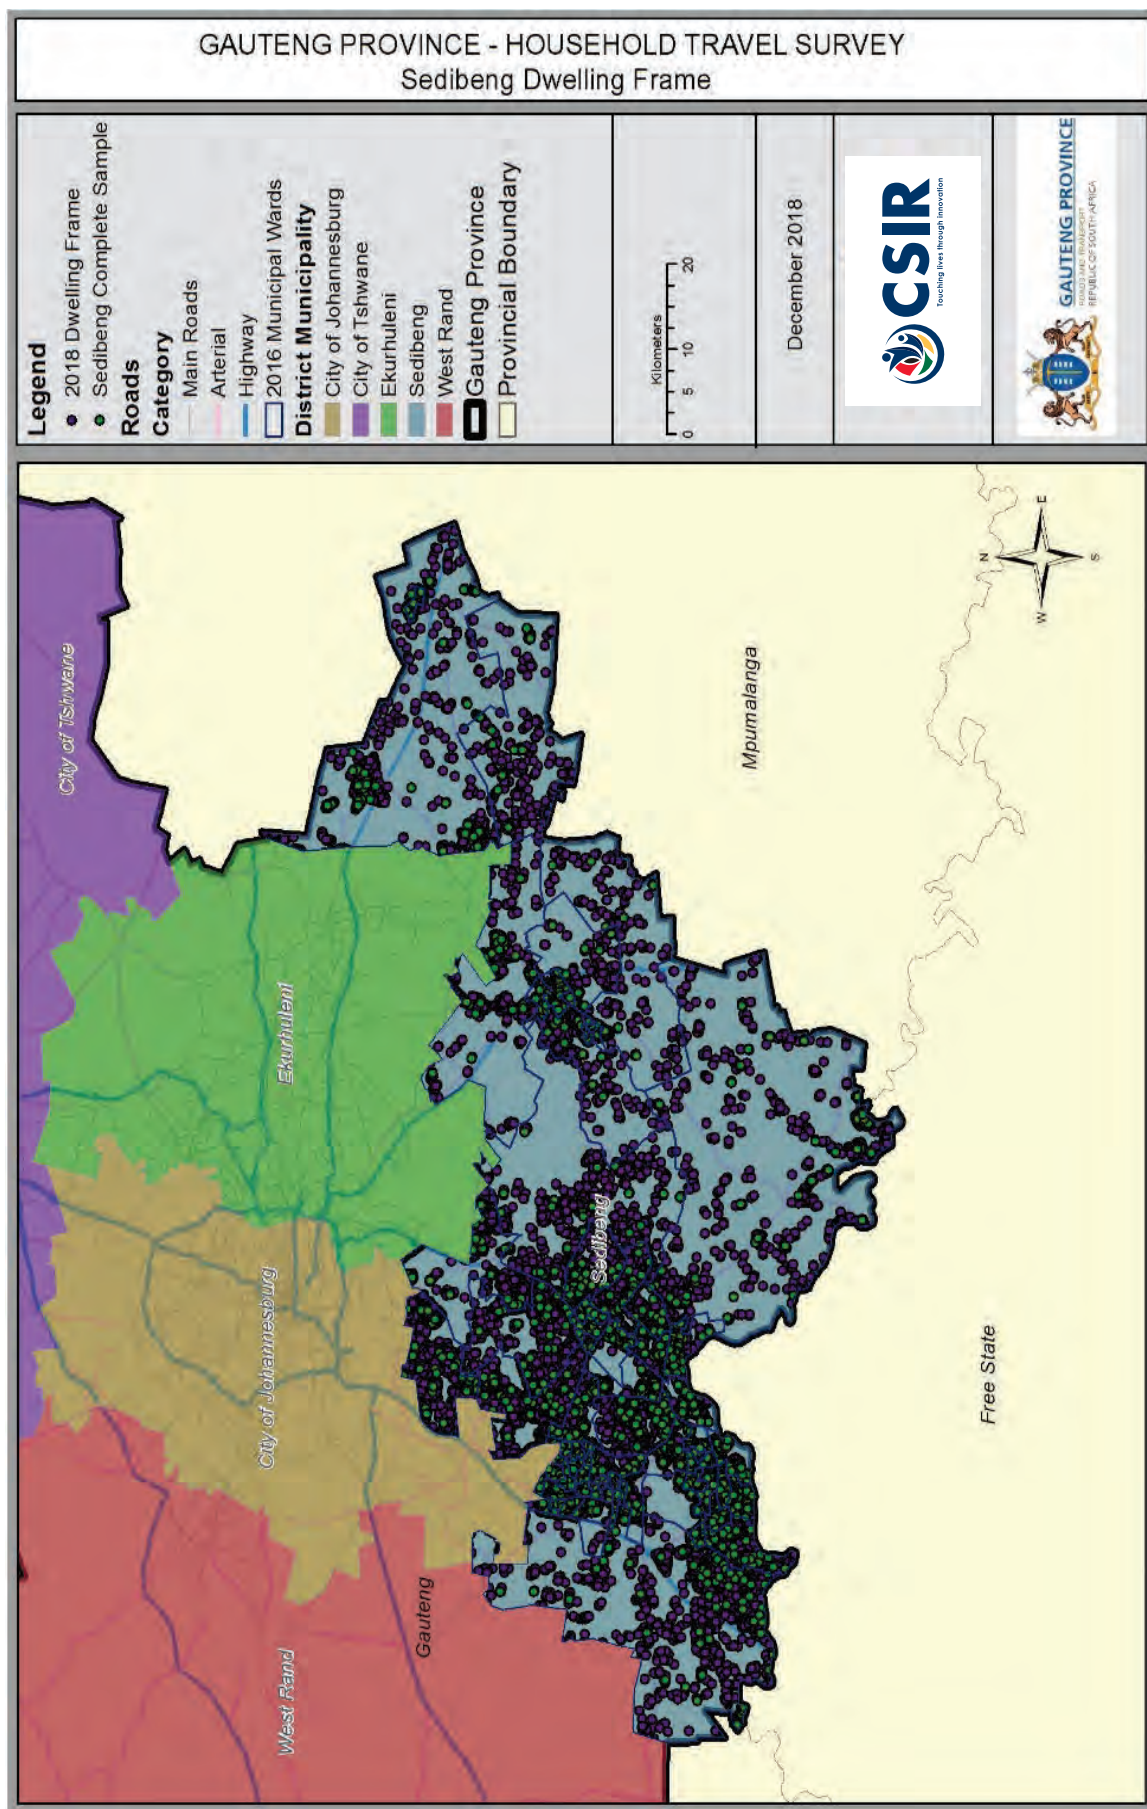 GAUTENG PROVINCE - HOUSEHOLD TRAVEL SURVEY
Sedibeng Dwelling Frame
Legend
2018 Dwelling Frame
Sedibeng Complete Sample
Roads
Category
Main Roads
Arterial
Highway
2016 Municipal Wards
District Municipality
City of Johannesburg
City of Tshwane
Ekurhuleni
Sedibeng
West Rand
Gauteng Province
Provincial Boundary
Kilometers
0 5 10 20
December 2018
CSIR
Touching lives through innovation
GAUTENG PROVINCE
ROADS AND TRANSPORT
REPUBLIC OF SOUTH AFRICA
City of Tshwane
Ekurhuleni
City of Johannesburg
West Rand
Gauteng
Sedibeng
Mpumalanga
Free State
N
W E
S